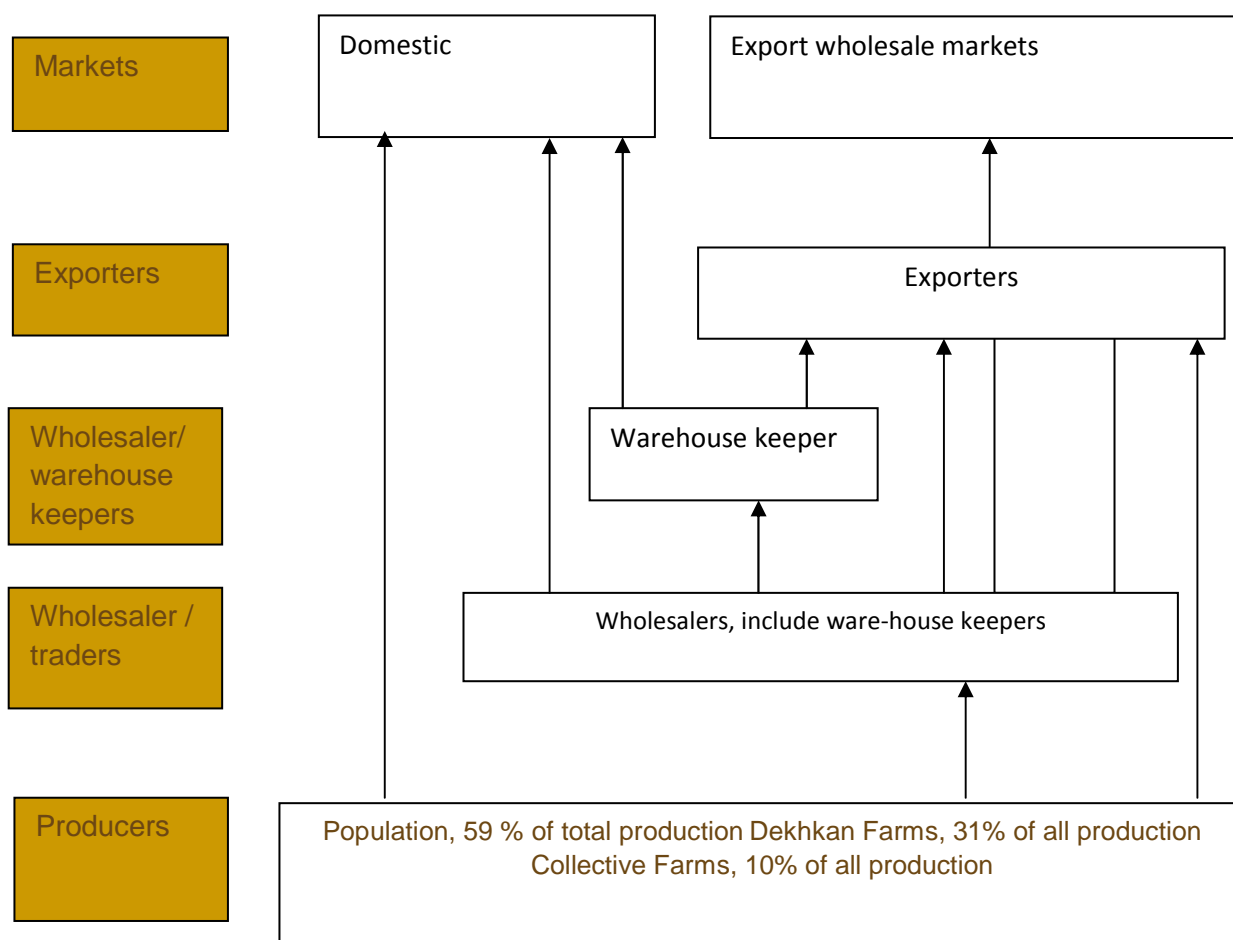 Markets
Domestic
Export wholesale markets
Exporters
Exporters
Wholesaler/
warehouse
keepers
Warehouse keeper
Wholesaler /
traders
Wholesalers, include ware-house keepers
Producers
Population, 59 % of total production Dekhkan Farms, 31% of all production
Collective Farms, 10% of all production